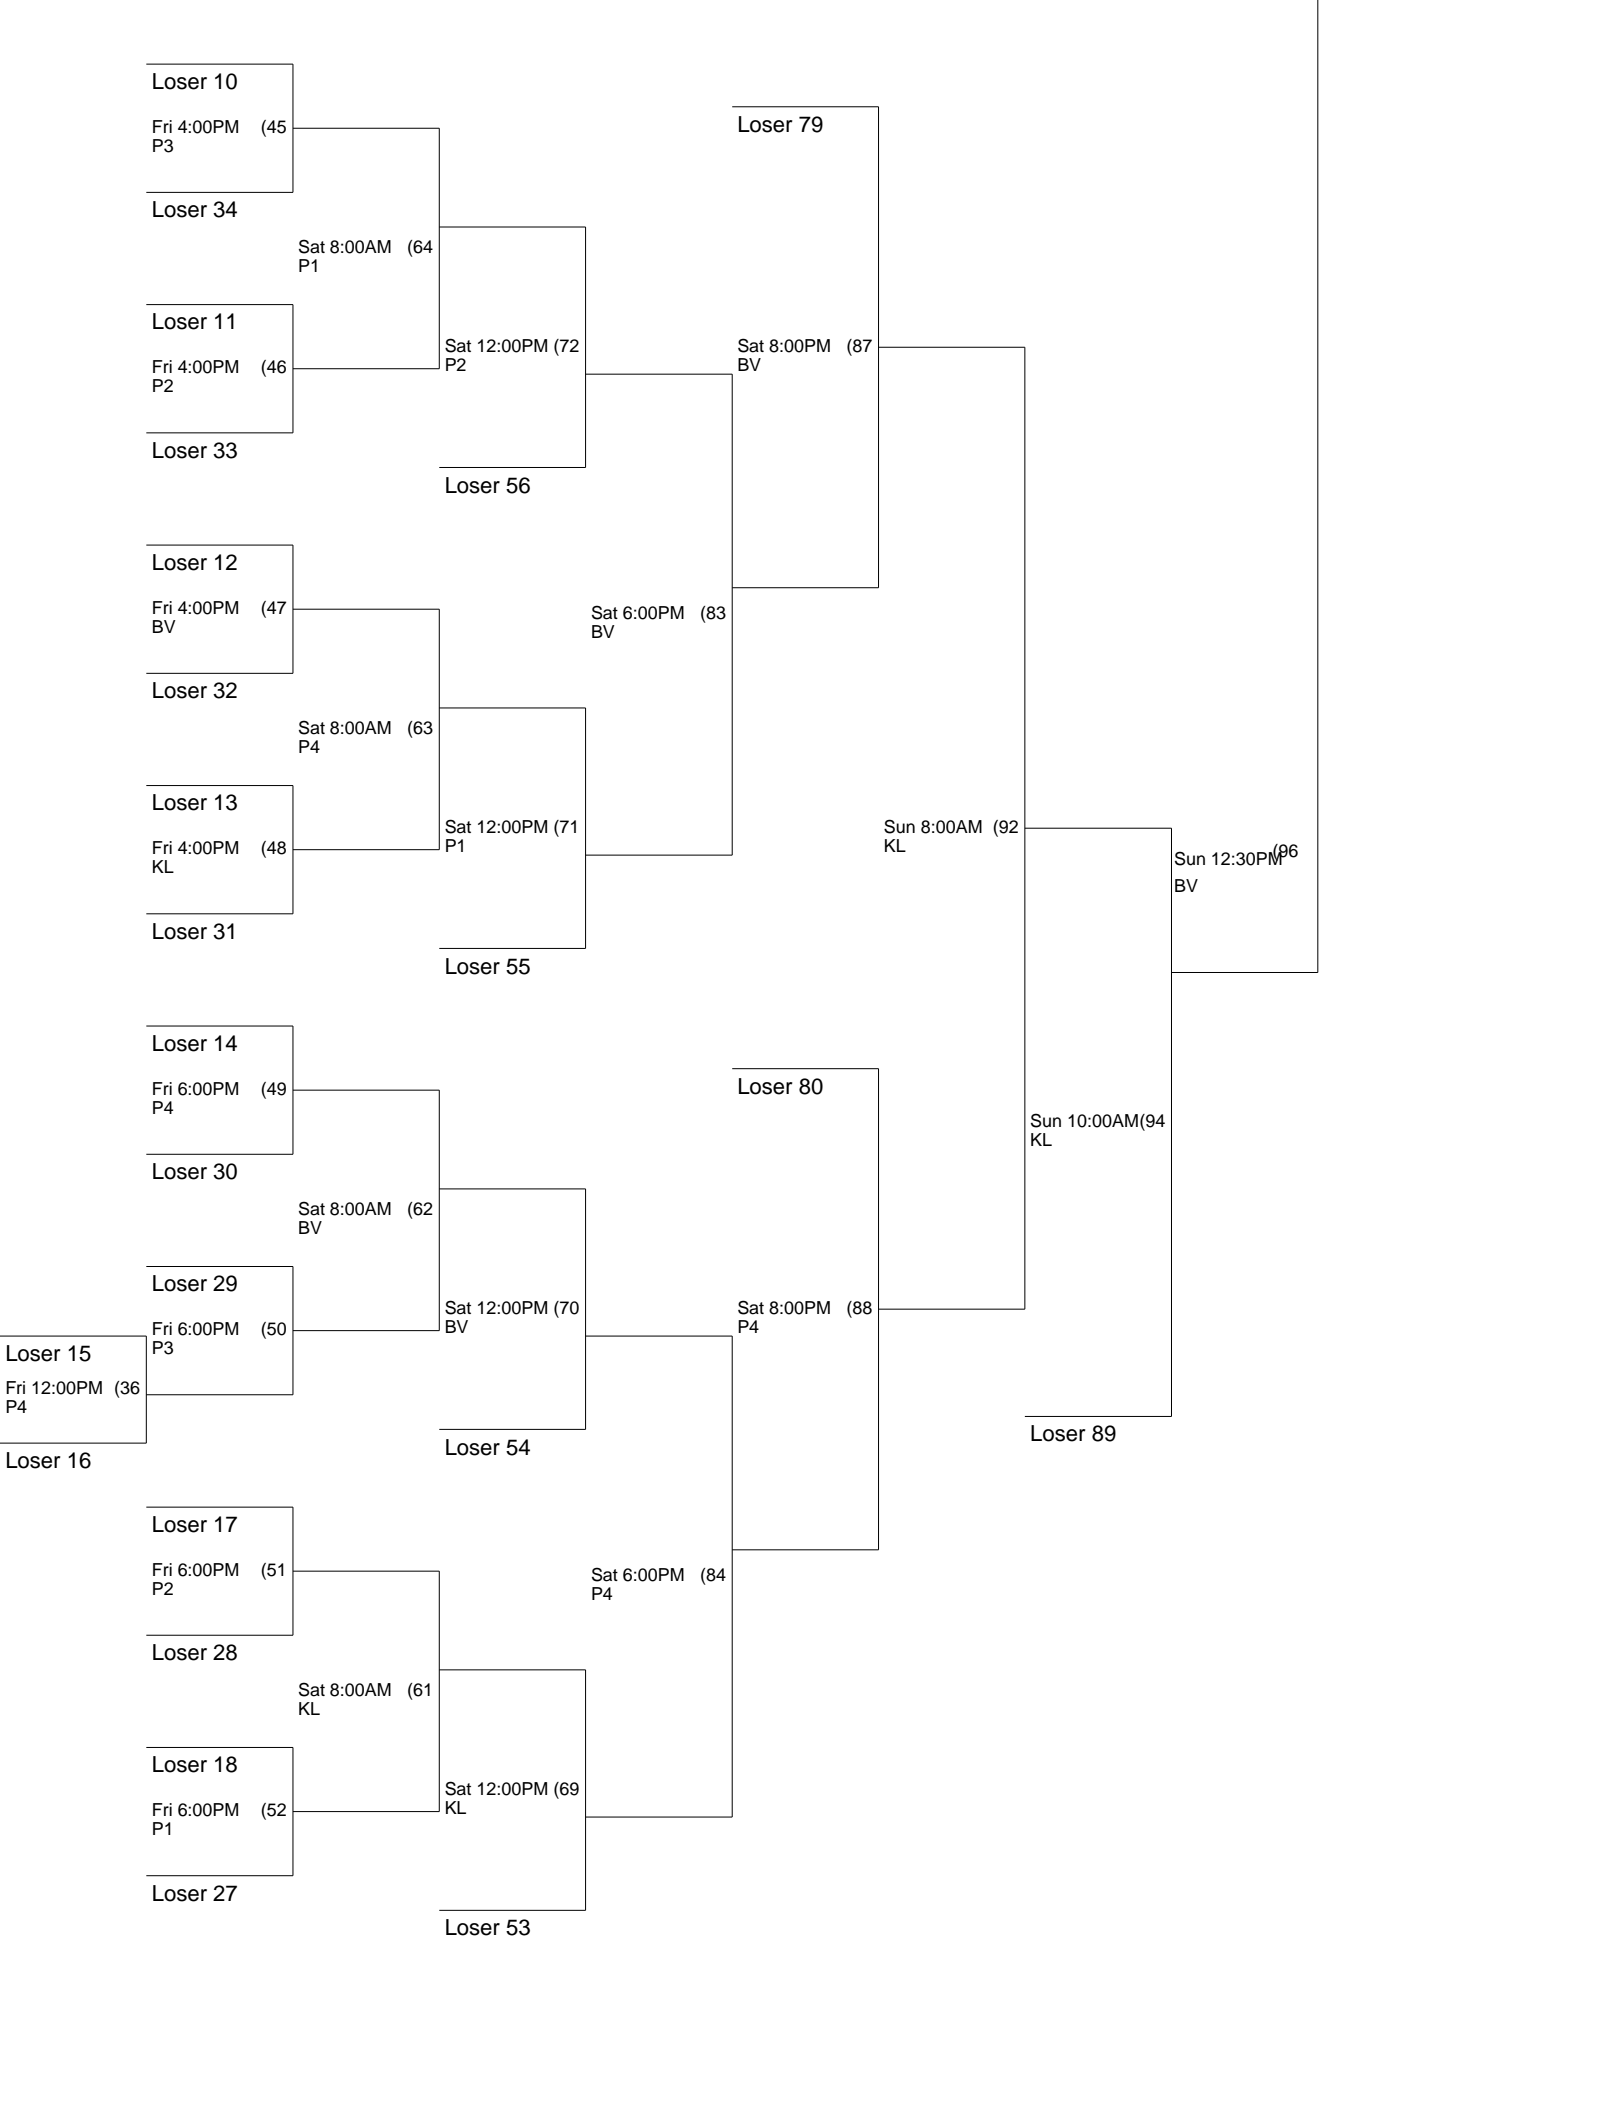 Loser 10
Loser 79
Fri 4:00PM (45
P3
Loser 34
Sat 8:00AM (64
P1
Loser 11
Sat 12:00PM (72
P2
Sat 8:00PM (87
BV
Fri 4:00PM (46
P2
Loser 33
Loser 56
Loser 12
Fri 4:00PM (47
BV
Sat 6:00PM (83
BV
Loser 32
Sat 8:00AM (63
P4
Loser 13
Sat 12:00PM (71
P1
Sun 8:00AM (92
KL
Fri 4:00PM (48
KL
Sun 12:30PM (96
BV
Loser 31
Loser 55
Loser 14
Loser 80
Fri 6:00PM (49
P4
Sun 10:00AM(94
KL
Loser 30
Sat 8:00AM (62
BV
Loser 29
Sat 12:00PM (70
BV
Sat 8:00PM (88
P4
Fri 6:00PM (50
P3
Loser 15
Fri 12:00PM (36
P4
Loser 89
Loser 54
Loser 16
Loser 17
Fri 6:00PM (51
P2
Sat 6:00PM (84
P4
Loser 28
Sat 8:00AM (61
KL
Loser 18
Sat 12:00PM (69
KL
Fri 6:00PM (52
P1
Loser 27
Loser 53